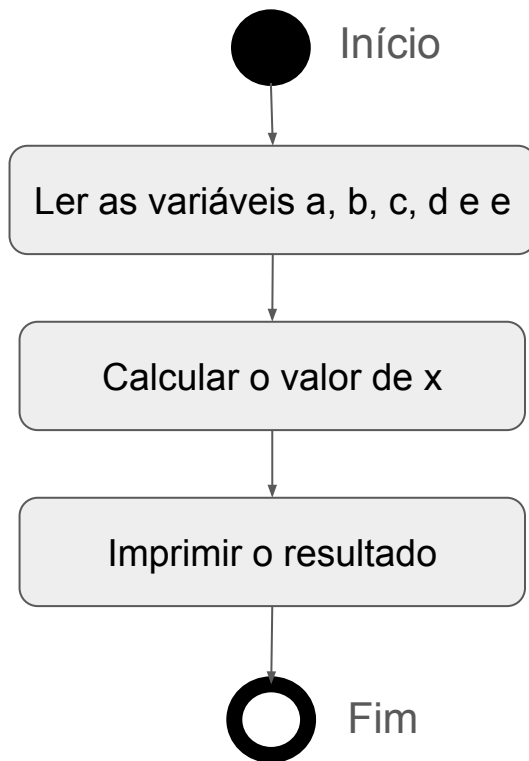 Início
Ler as variáveis a, b, c, d e e
Calcular o valor de x
Imprimir o resultado
Fim